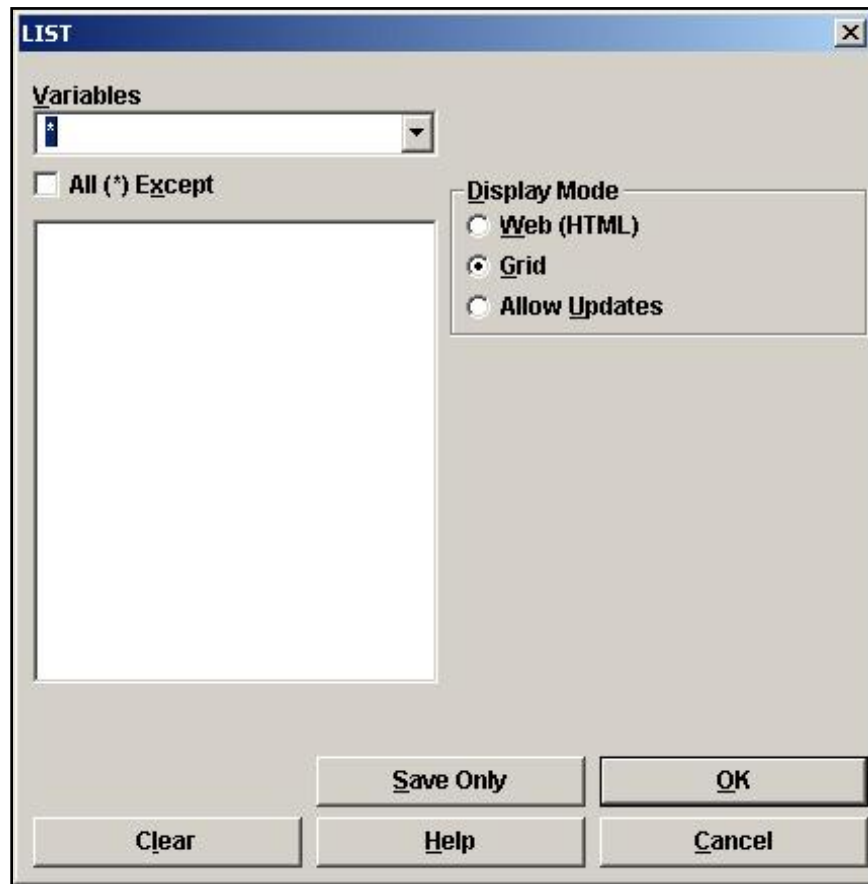 LIST
Variables
*
All (*) Except
Display Mode
Web (HTML)
Grid
Allow Updates
Save Only
OK
Clear
Help
Cancel